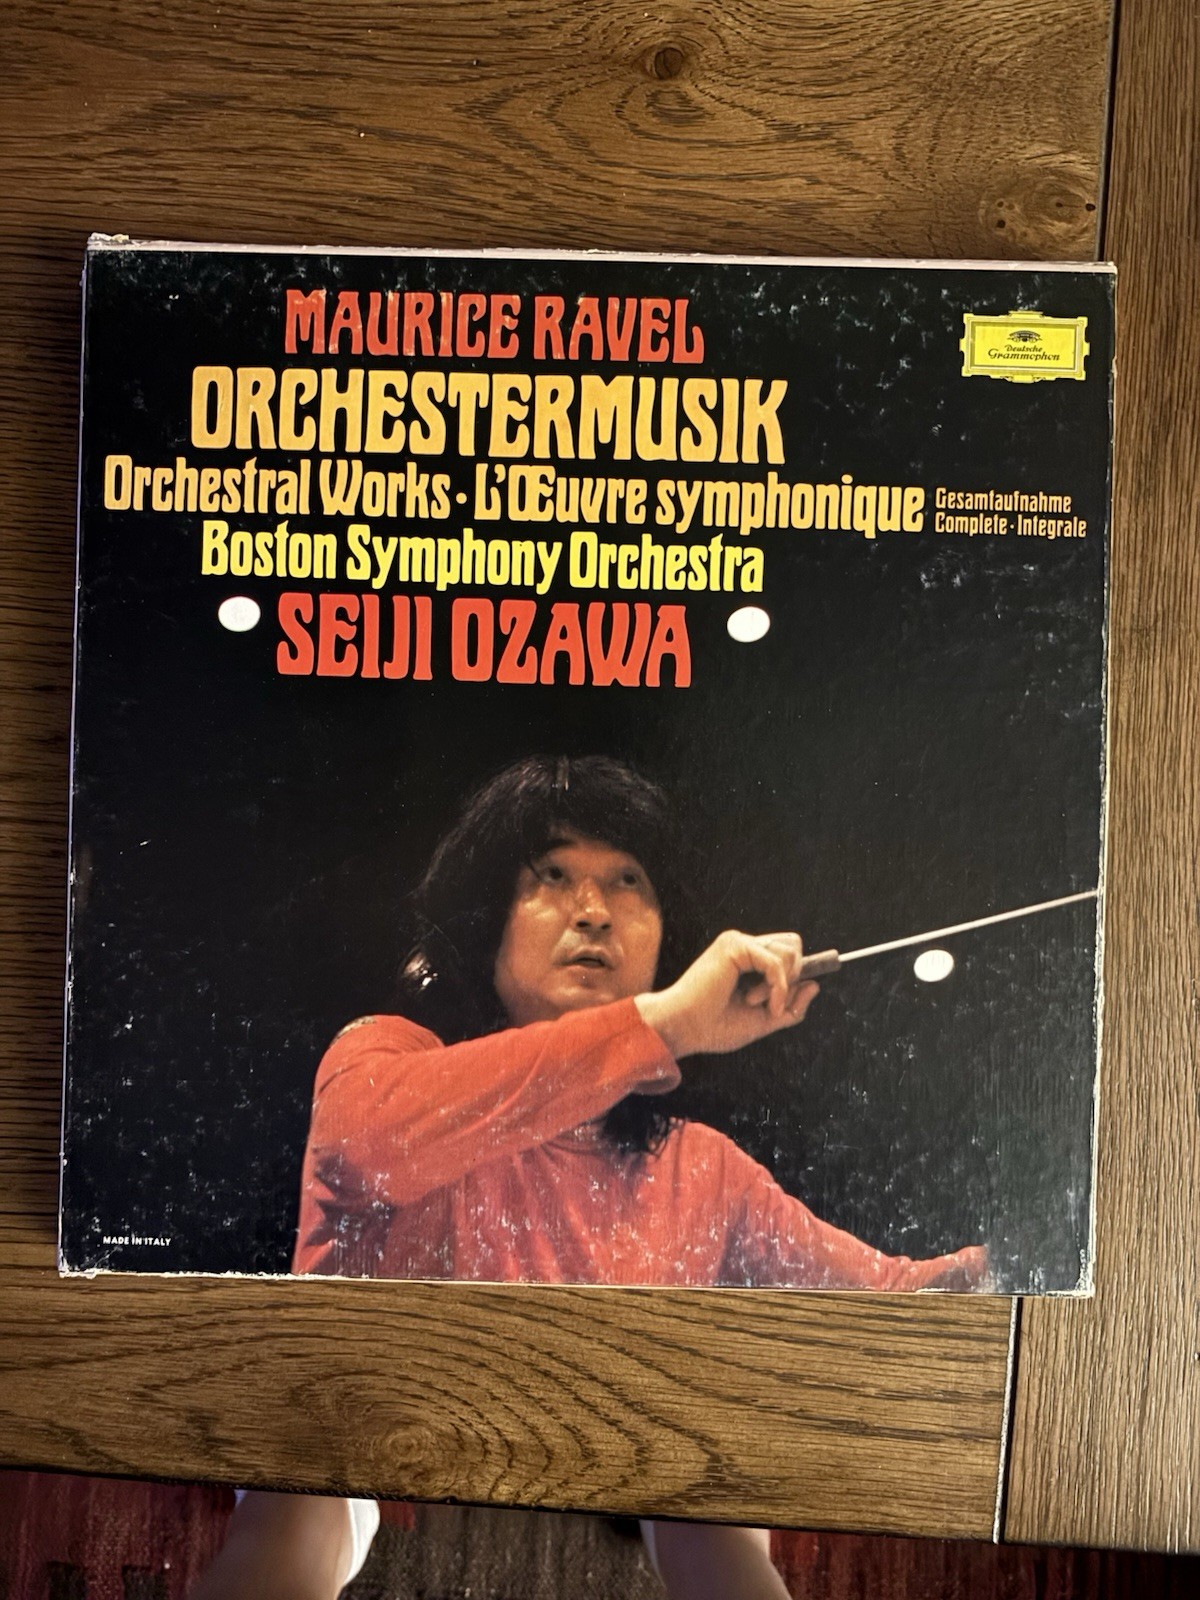 MAURICE RAVEL
Deutsche
Grammophon
ORCHESTERMUSIK
Orchestral Works · L'Œuvre symphonique
Gesamtaufnahme
Complete · Intégrale
Boston Symphony Orchestra
SEIJI OZAWA
MADE IN ITALY